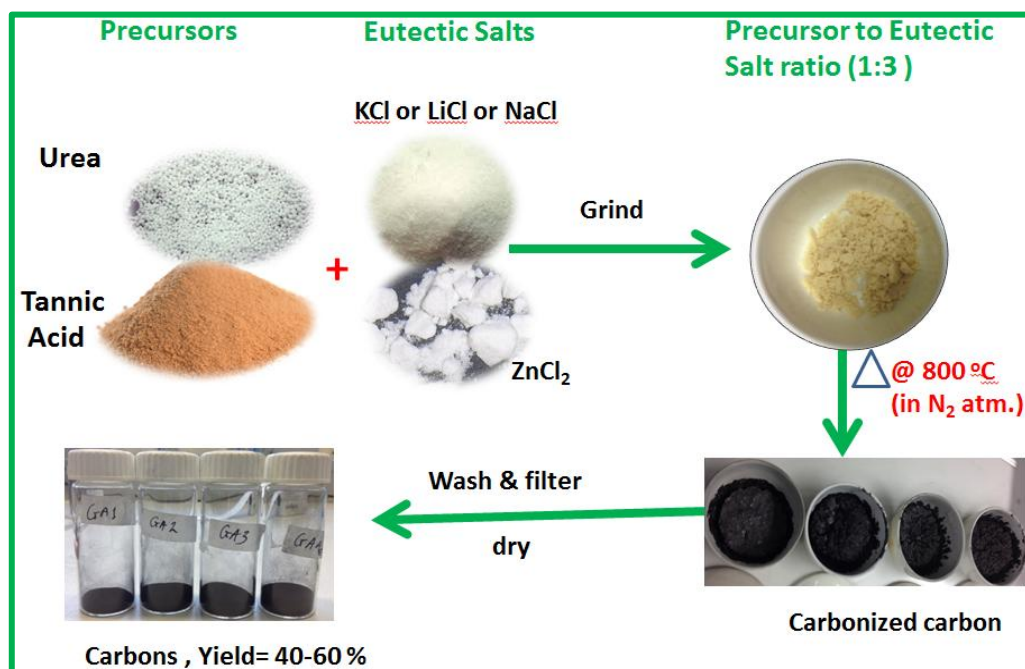 Precursors
Eutectic Salts
Precursor to Eutectic
Salt ratio (1:3 )
KCl or LiCl or NaCl
Urea
Grind
+
Tannic
Acid
ZnCl₂
@ 800 ºC
(in N₂ atm.)
Wash & filter
dry
GA1
GA2
GA3
GA4
Carbonized carbon
Carbons , Yield= 40-60 %